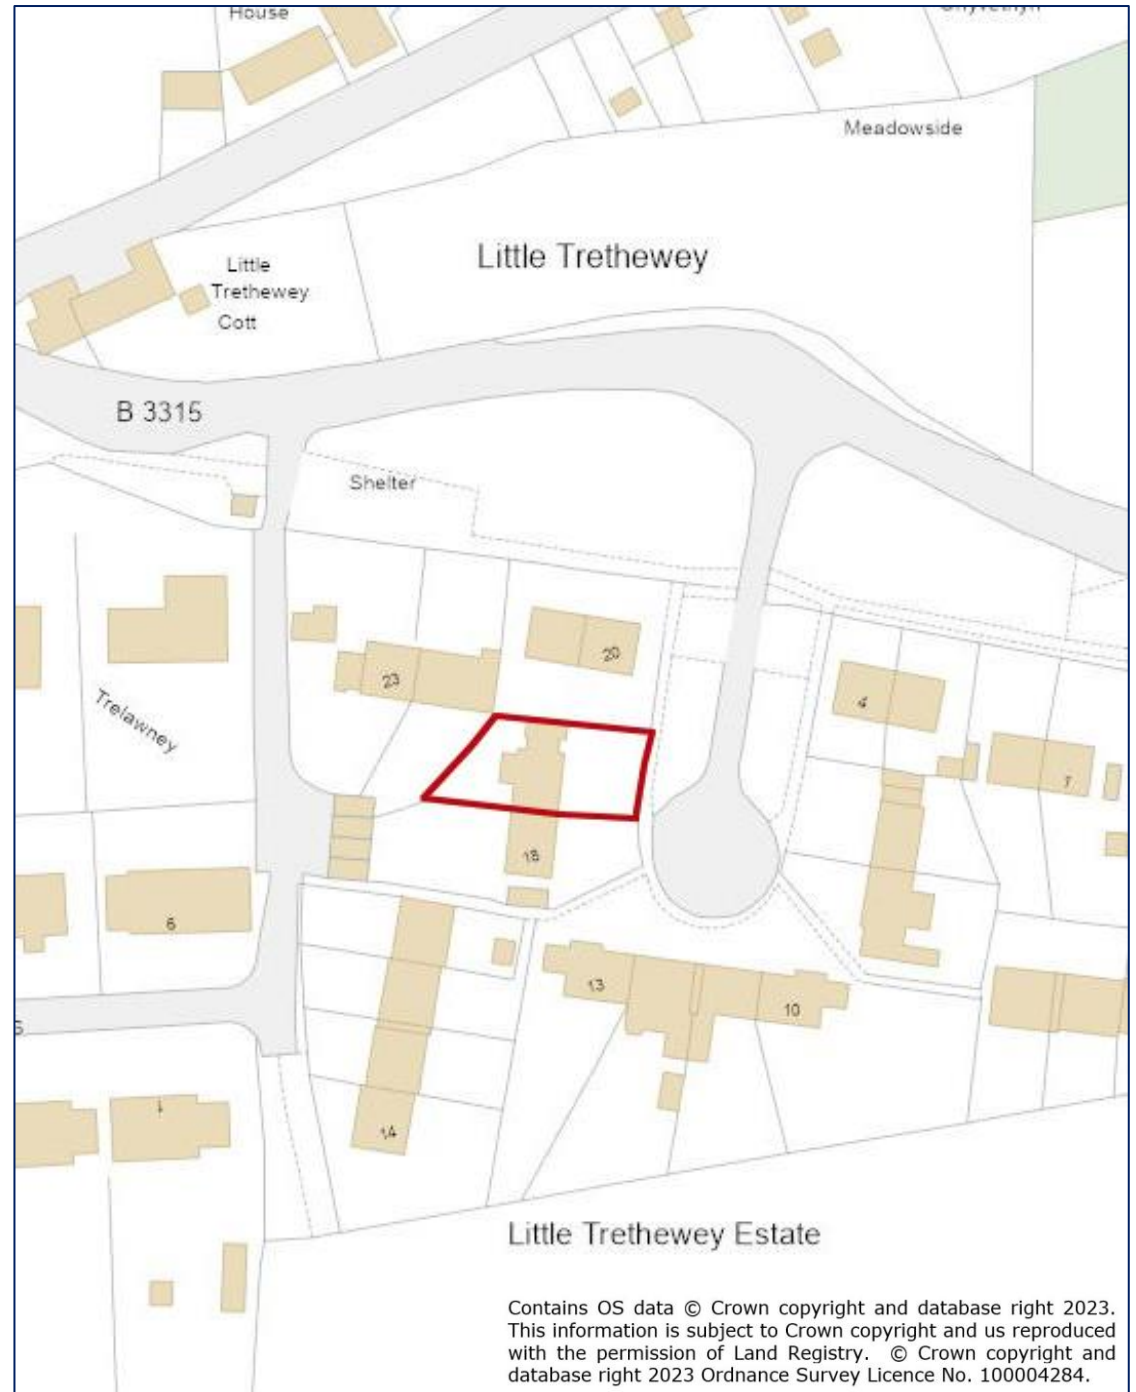 House
Meadowside
Little Trethewey
Little
Trethewey
Cott
B 3315
Shelter
20
23
4
Trelawney
7
18
6
13
10
1
14
Little Trethewey Estate
Contains OS data © Crown copyright and database right 2023.
This information is subject to Crown copyright and us reproduced
with the permission of Land Registry. © Crown copyright and
database right 2023 Ordnance Survey Licence No. 100004284.